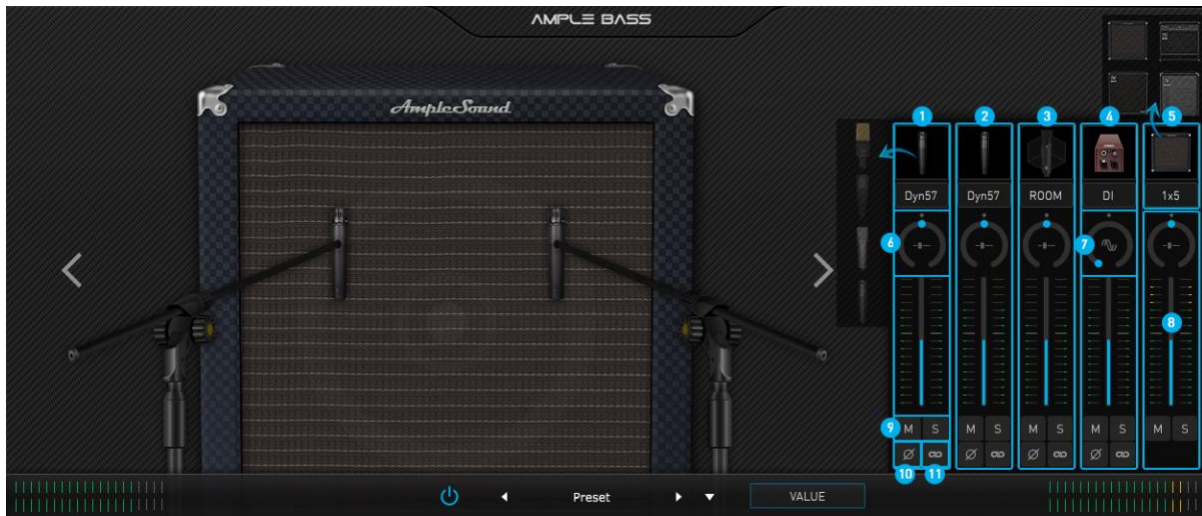 AMPLE BASS
AmpleSound
1
2
3
4
5
Dyn57
Dyn57
ROOM
DI
1x5
6
7
8
9
M S
M S
M S
M S
M S
10
11
Preset
VALUE